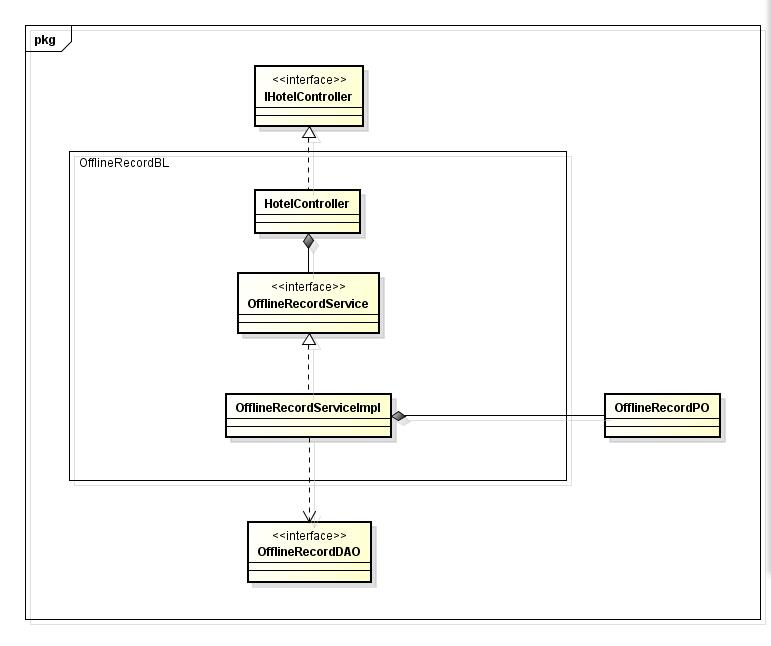 pkg
<<interface>>
IHotelController
OfflineRecordBL
HotelController
<<interface>>
OfflineRecordService
OfflineRecordServiceImpl
OfflineRecordPO
<<interface>>
OfflineRecordDAO